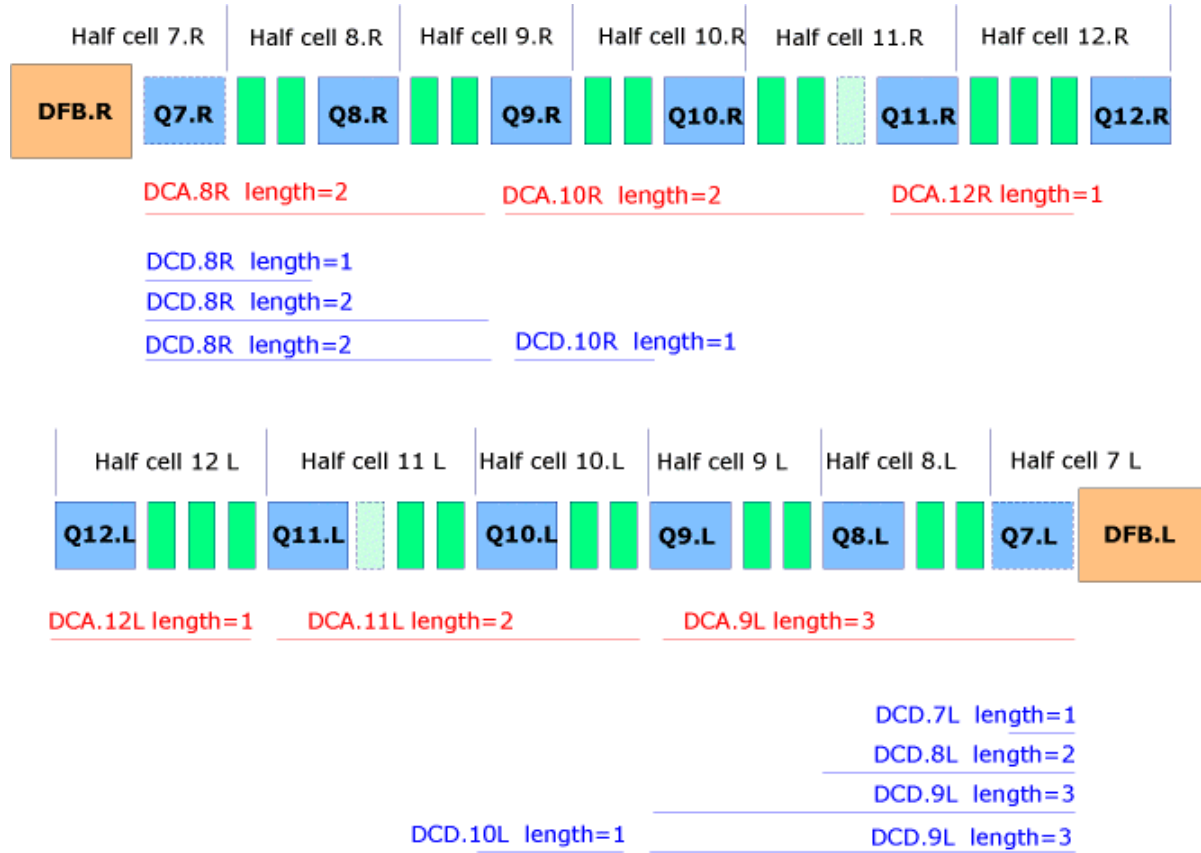 Half cell 7.R Half cell 8.R Half cell 9.R Half cell 10.R Half cell 11.R Half cell 12.R
DFB.R Q7.R Q8.R Q9.R Q10.R Q11.R Q12.R
DCA.8R length=2 DCA.10R length=2 DCA.12R length=1
DCD.8R length=1
DCD.8R length=2
DCD.8R length=2 DCD.10R length=1
Half cell 12 L Half cell 11 L Half cell 10.L Half cell 9 L Half cell 8.L Half cell 7 L
Q12.L Q11.L Q10.L Q9.L Q8.L Q7.L DFB.L
DCA.12L length=1 DCA.11L length=2 DCA.9L length=3
DCD.7L length=1
DCD.8L length=2
DCD.9L length=3
DCD.10L length=1 DCD.9L length=3